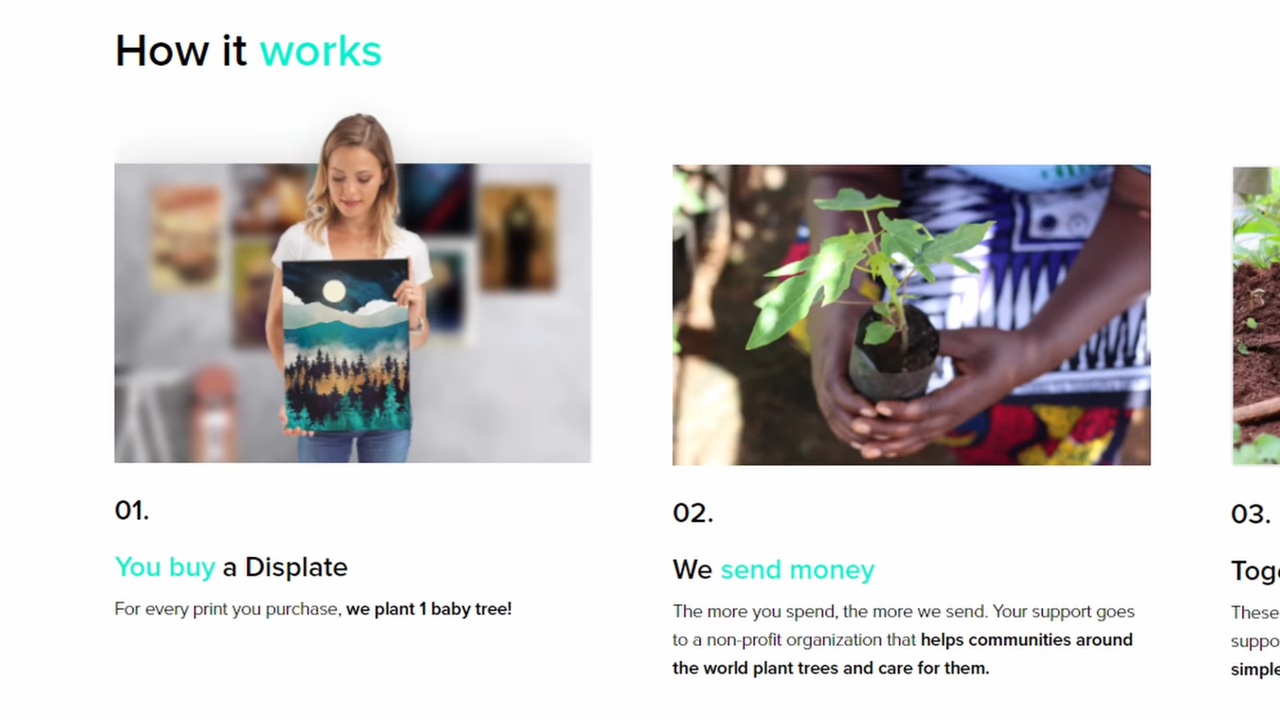 How it works
01.
You buy a Displate
For every print you purchase, we plant 1 baby tree!
02.
We send money
The more you spend, the more we send. Your support goes
to a non-profit organization that helps communities around
the world plant trees and care for them.
03.
These